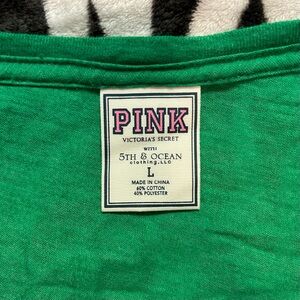 PINK
VICTORIA'S SECRET
WITH
5TH & OCEAN
clothing, LLC
L
MADE IN CHINA
60% COTTON
40% POLYESTER